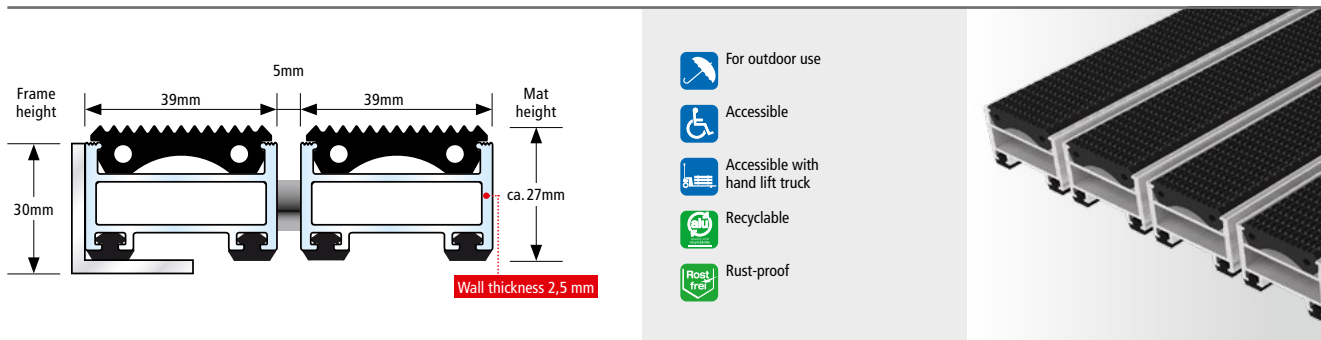 5mm
Frame
height
39mm
39mm
Mat
height
30mm
ca. 27mm
Wall thickness 2,5 mm
For outdoor use
Accessible
Accessible with
hand lift truck
alu
Recyclable
Rost
frei
Rust-proof